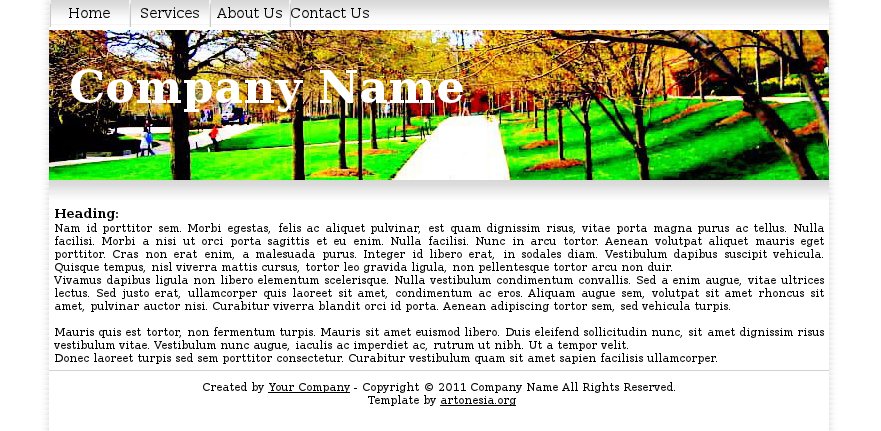 Home Services About Us Contact Us
Company Name
Heading:
Nam id porttitor sem. Morbi egestas, felis ac aliquet pulvinar, est quam dignissim risus, vitae porta magna purus ac tellus. Nulla
facilisi. Morbi a nisi ut orci porta sagittis et eu enim. Nulla facilisi. Nunc in arcu tortor. Aenean volutpat aliquet mauris eget
porttitor. Cras non erat enim, a malesuada purus. Integer id libero erat, in sodales diam. Vestibulum dapibus suscipit vehicula.
Quisque tempus, nisl viverra mattis cursus, tortor leo gravida ligula, non pellentesque tortor arcu non duir.
Vivamus dapibus ligula non libero elementum scelerisque. Nulla vestibulum condimentum convallis. Sed a enim augue, vitae ultrices
lectus. Sed justo erat, ullamcorper quis laoreet sit amet, condimentum ac eros. Aliquam augue sem, volutpat sit amet rhoncus sit
amet, pulvinar auctor nisi. Curabitur viverra blandit orci id porta. Aenean adipiscing tortor sem, sed vehicula turpis.
Mauris quis est tortor, non fermentum turpis. Mauris sit amet euismod libero. Duis eleifend sollicitudin nunc, sit amet dignissim risus
vestibulum vitae. Vestibulum nunc augue, iaculis ac imperdiet ac, rutrum ut nibh. Ut a tempor velit.
Donec laoreet turpis sed sem porttitor consectetur. Curabitur vestibulum quam sit amet sapien facilisis ullamcorper.
Created by Your Company - Copyright © 2011 Company Name All Rights Reserved.
Template by artonesia.org